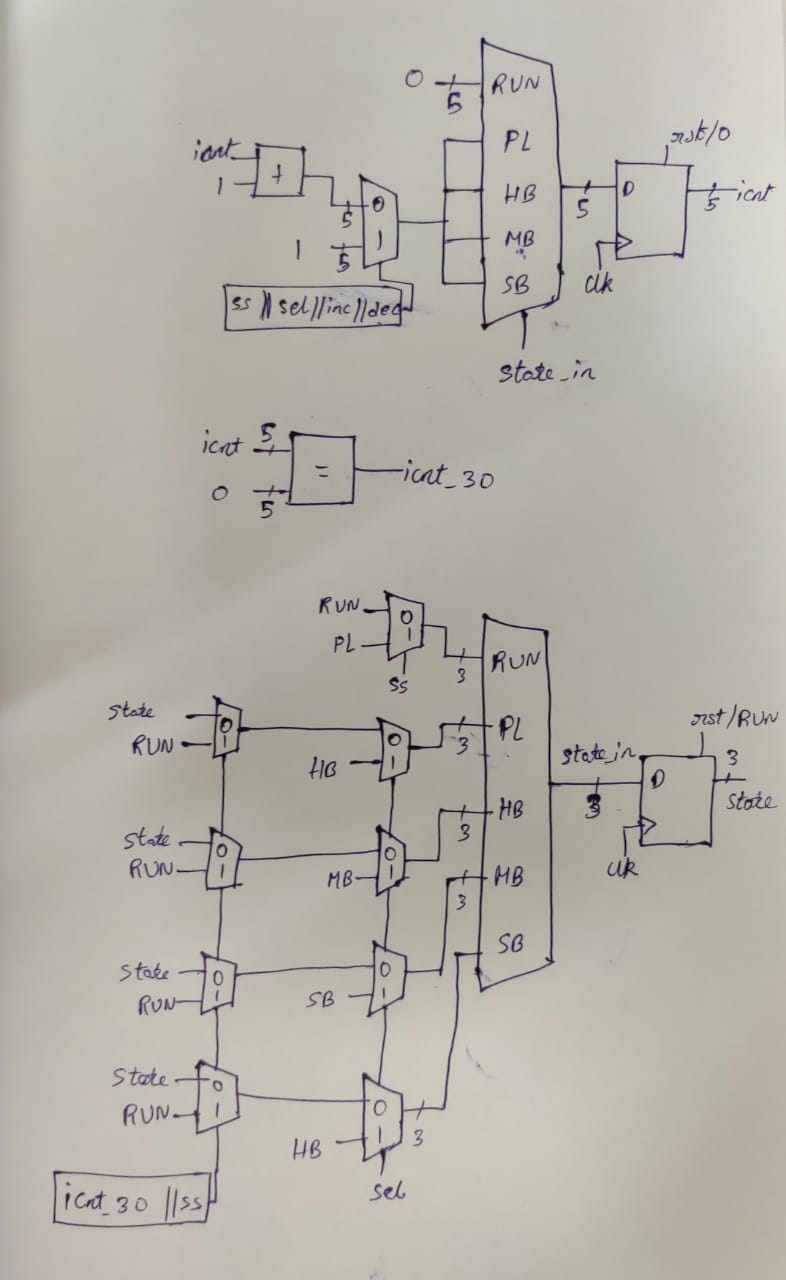 0 5 RUN
icnt + PL rst/0
1 5 0 HB 5 D 5 icnt
1 5 1 MB
ss || sel || inc || dec SB clk
state_in
icnt 5 = icnt_30
0 5
RUN 0
PL 1 3 RUN
ss
state 0 PL rst/RUN
RUN 1 0 3 state_in D 3
HB 1 3 state
state 0 0 HB clk
RUN 1 MB 1 3
MB
3
state 0 0 SB
RUN 1 SB 1
state 0 0
RUN 1 HB 1 3
icnt_30 || ss sel